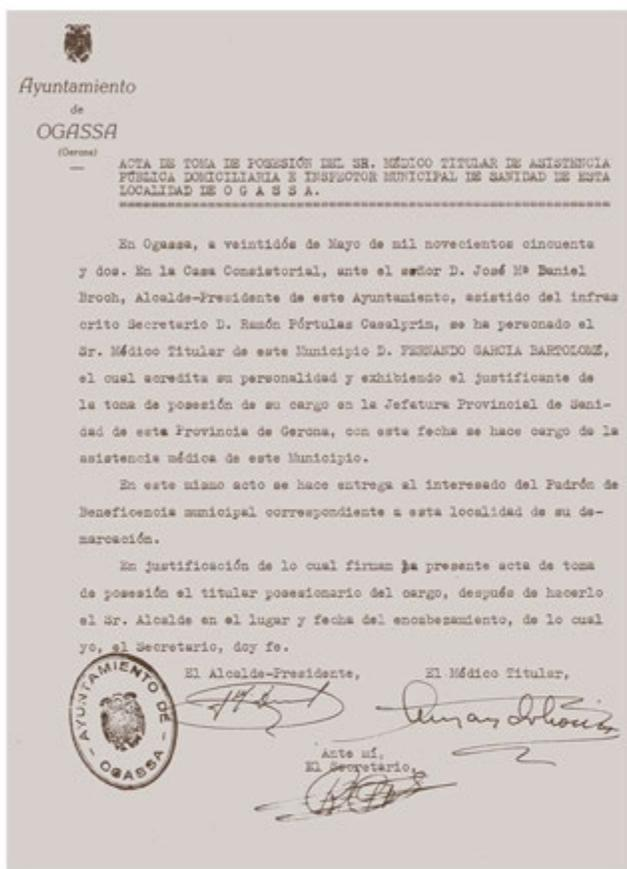 Ayuntamiento
de
OGASSA
(Gerona)
ACTA DE TOMA DE POSESIÓN DEL SR. MÉDICO TITULAR DE ASISTENCIA
PÚBLICA DOMICILIARIA E INSPECTOR MUNICIPAL DE SANIDAD DE ESTA
LOCALIDAD DE O G A S S A.
En Ogassa, a veintidós de Mayo de mil novecientos cincuenta
y dos. En la Casa Consistorial, ante el señor D. José Mª Daniel
Broch, Alcalde-Presidente de este Ayuntamiento, asistido del infras
crito Secretario D. Ramón Pórtulas Casalprim, se ha personado el
Sr. Médico Titular de este Municipio D. FERNANDO GARCIA BARTOLOMÉ,
el cual acredita su personalidad y exhibiendo el justificante de
la toma de posesión de su cargo en la Jefatura Provincial de Sani-
dad de esta Provincia de Gerona, con esta fecha se hace cargo de la
asistencia médica de este Municipio.
En este mismo acto se hace entrega al interesado del Padrón de
Beneficencia municipal correspondiente a esta localidad de su de-
marcación.
En justificación de lo cual firman la presente acta de toma
de posesión el titular posesionario del cargo, después de hacerlo
el Sr. Alcalde en el lugar y fecha del encabezamiento, de lo cual
yo, el Secretario, doy fe.
El Alcalde-Presidente,
El Médico Titular,
AYUNTAMIENTO DE
OGASSA
Ante mí,
El Secretario,